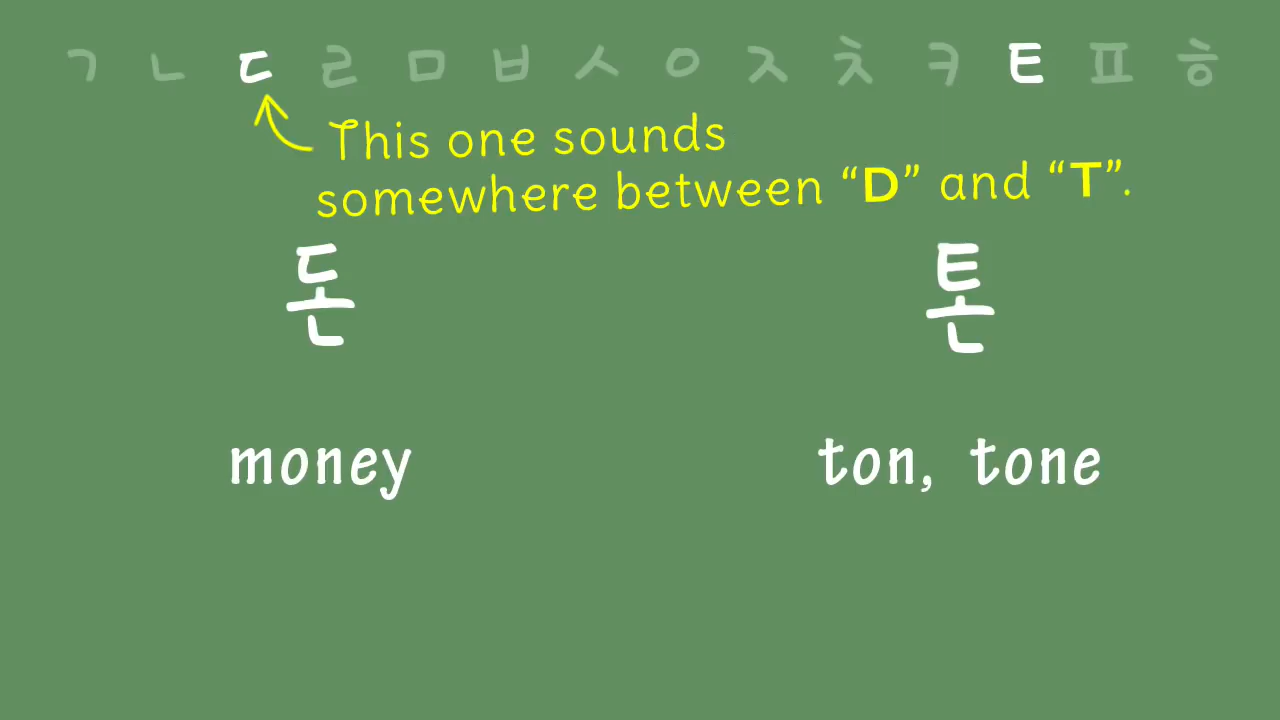 ㄱ ㄴ ㄷ ㄹ ㅁ ㅂ ㅅ ㅇ ㅈ ㅊ ㅋ ㅌ ㅍ ㅎ
This one sounds
somewhere between “D” and “T”.
돈 톤
money ton, tone